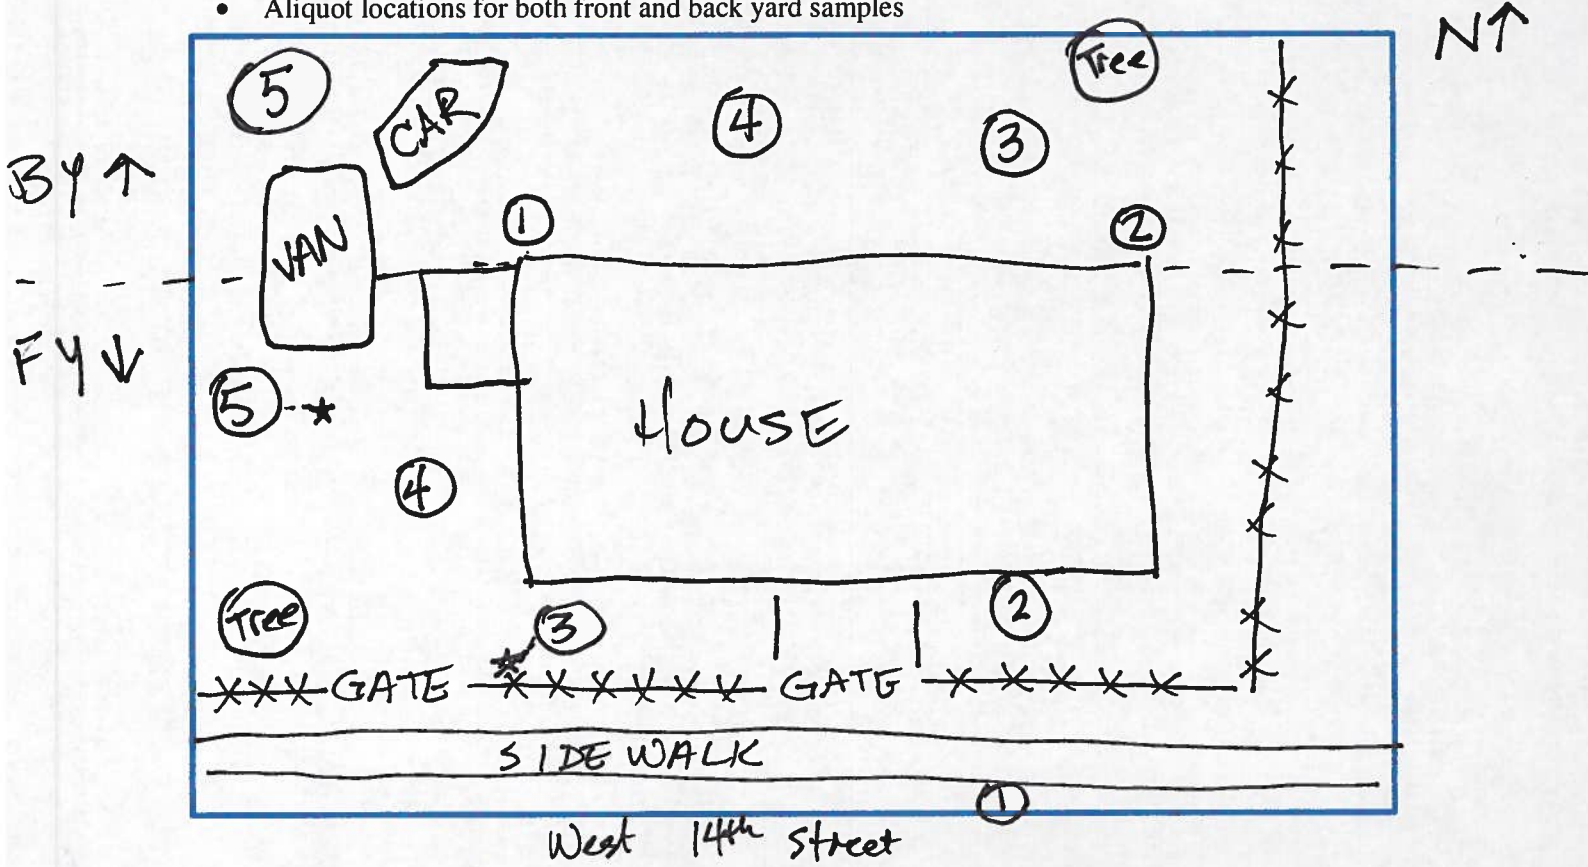 • Aliquot locations for both front and back yard samples
N↑
Tree
5
CAR
4
3
BY ↑
VAN
1
2
FY ↓
5
4
HOUSE
Tree
3
2
GATE
GATE
SIDEWALK
1
West 14th Street